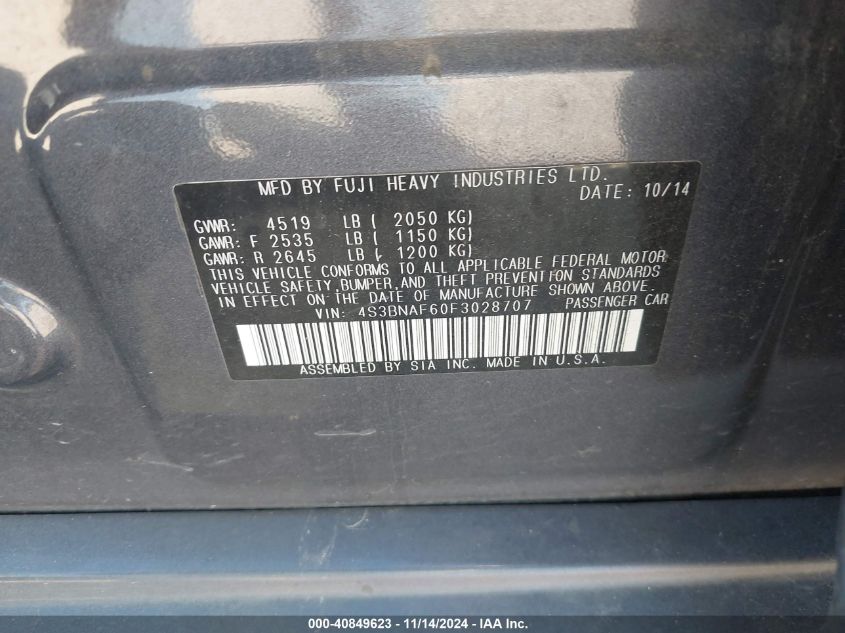 MFD BY FUJI HEAVY INDUSTRIES LTD.
DATE: 10/14
GVWR: 4519 LB ( 2050 KG)
GAWR: F 2535 LB ( 1150 KG)
GAWR: R 2645 LB ( 1200 KG)
THIS VEHICLE CONFORMS TO ALL APPLICABLE FEDERAL MOTOR
VEHICLE SAFETY,BUMPER,AND THEFT PREVENTION STANDARDS
IN EFFECT ON THE DATE OF MANUFACTURE SHOWN ABOVE.
VIN: 4S3BNAF60F3028707 PASSENGER CAR
ASSEMBLED BY SIA INC. MADE IN U.S.A.
000-40849623 - 11/14/2024 - IAA Inc.